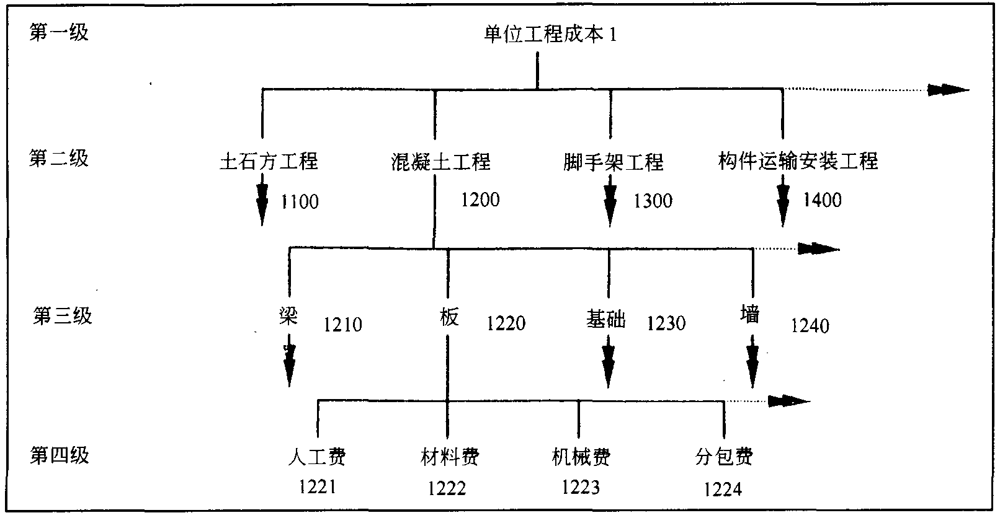 第一级
单位工程成本1
第二级
土石方工程
混凝土工程
脚手架工程
构件运输安装工程
1100
1200
1300
1400
第三级
梁
1210
板
1220
基础
1230
墙
1240
第四级
人工费
材料费
机械费
分包费
1221
1222
1223
1224